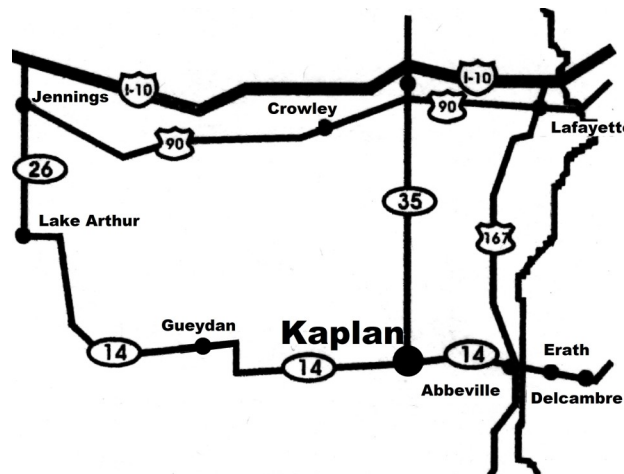 I-10
I-10
Jennings
Crowley
90
Lafayette
90
26
35
Lake Arthur
167
Gueydan
Kaplan
14
14
14
Erath
Abbeville
Delcambre